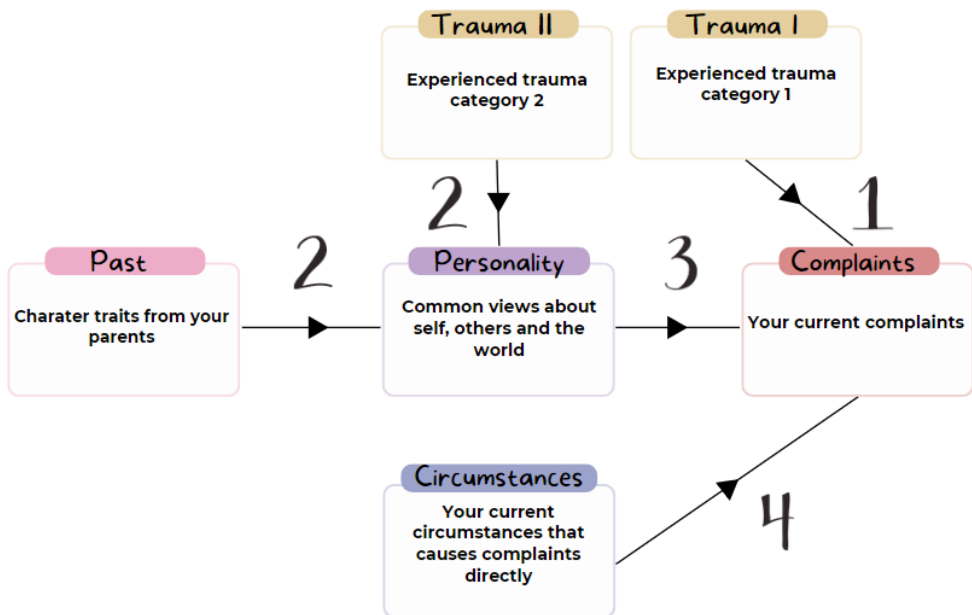 Trauma II
Experienced trauma
category 2
Trauma I
Experienced trauma
category 1
2
1
Past
Charater traits from your
parents
2
Personality
Common views about
self, others and the
world
3
Complaints
Your current complaints
Circumstances
Your current
circumstances that
causes complaints
directly
4